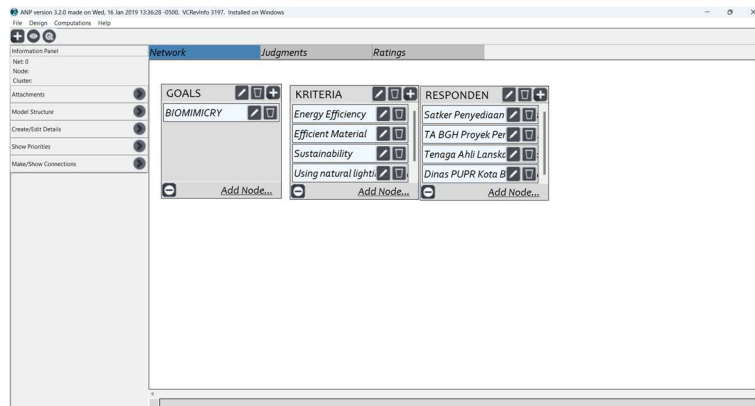 ANP version 3.2.0 made on Wed, 16 Jan 2019 13:36:28 -0500. VCRevInfo 3197. Installed on Windows
File Design Computations Help
Information Panel
Net: 0
Node:
Cluster:
Attachments
Model Structure
Create/Edit Details
Show Priorities
Make/Show Connections
Network Judgments Ratings
GOALS
BIOMIMICRY
Add Node...
KRITERIA
Energy Efficiency
Efficient Material
Sustainability
Using natural lighti
Add Node...
RESPONDEN
Satker Penyediaan
TA BGH Proyek Per
Tenaga Ahli Lansk
Dinas PUPR Kota B
Add Node...